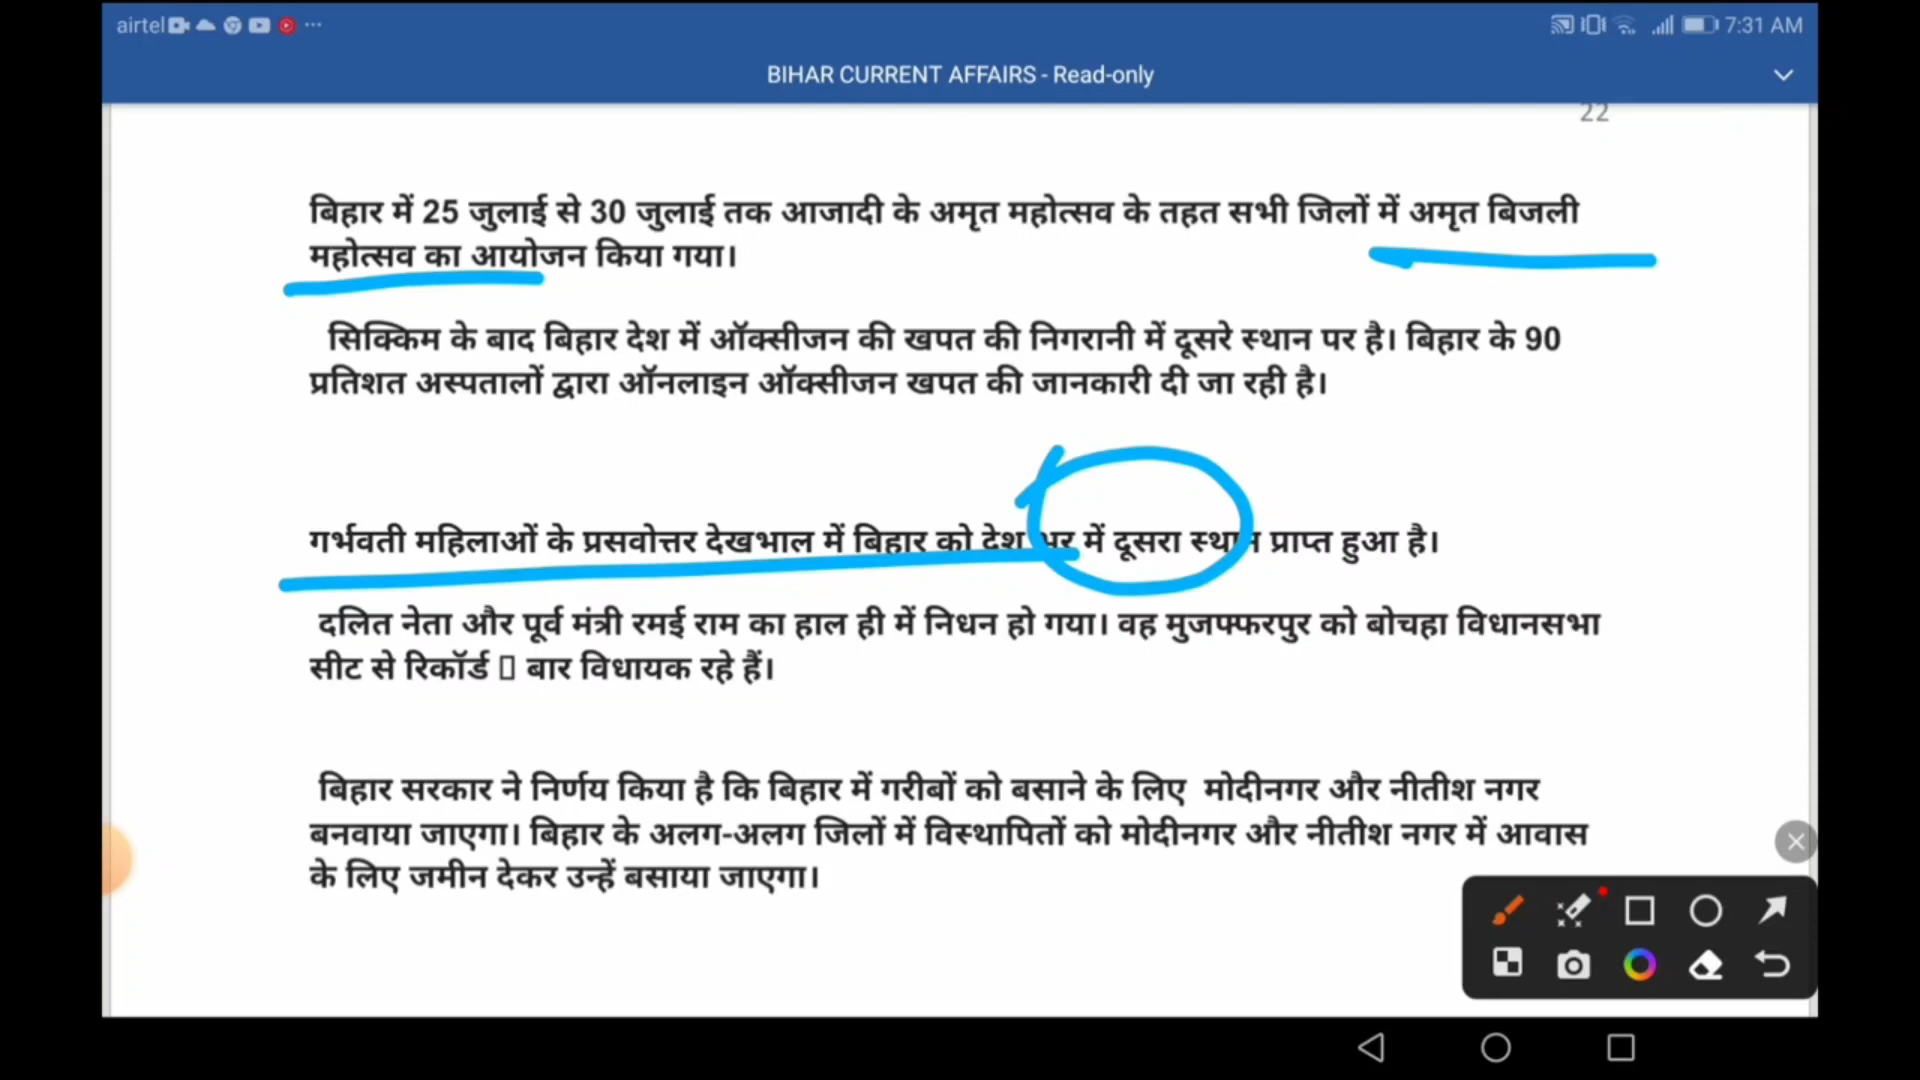 airtel
7:31 AM
BIHAR CURRENT AFFAIRS - Read-only
22
बिहार में 25 जुलाई से 30 जुलाई तक आजादी के अमृत महोत्सव के तहत सभी जिलों में अमृत बिजली
महोत्सव का आयोजन किया गया।
सिक्किम के बाद बिहार देश में ऑक्सीजन की खपत की निगरानी में दूसरे स्थान पर है। बिहार के 90
प्रतिशत अस्पतालों द्वारा ऑनलाइन ऑक्सीजन खपत की जानकारी दी जा रही है।
गर्भवती महिलाओं के प्रसवोत्तर देखभाल में बिहार को देश भर में दूसरा स्थान प्राप्त हुआ है।
दलित नेता और पूर्व मंत्री रमई राम का हाल ही में निधन हो गया। वह मुजफ्फरपुर को बोचहा विधानसभा
सीट से रिकॉर्ड ▯ बार विधायक रहे हैं।
बिहार सरकार ने निर्णय किया है कि बिहार में गरीबों को बसाने के लिए मोदीनगर और नीतीश नगर
बनवाया जाएगा। बिहार के अलग-अलग जिलों में विस्थापितों को मोदीनगर और नीतीश नगर में आवास
के लिए जमीन देकर उन्हें बसाया जाएगा।